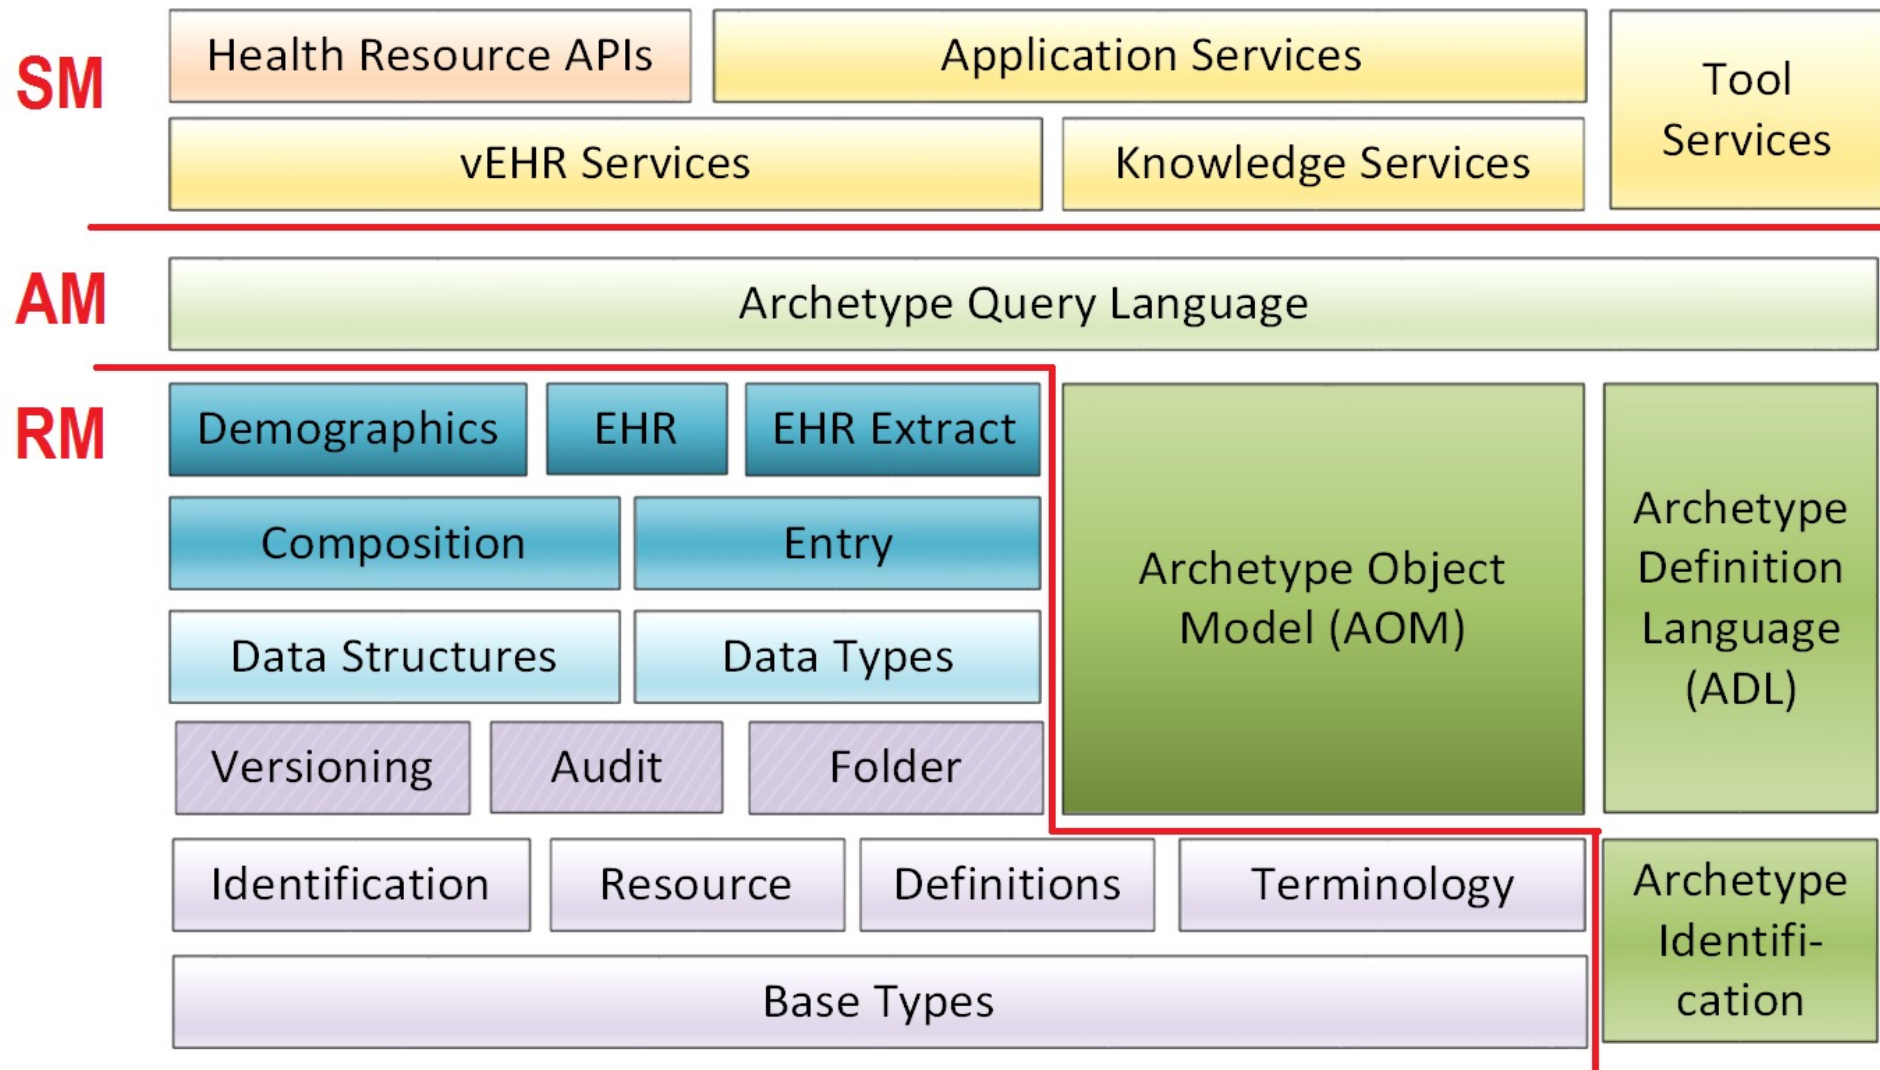 SM
Health Resource APIs
Application Services
Tool
Services
vEHR Services
Knowledge Services
AM
Archetype Query Language
RM
Demographics
EHR
EHR Extract
Composition
Entry
Data Structures
Data Types
Versioning
Audit
Folder
Archetype Object
Model (AOM)
Archetype
Definition
Language
(ADL)
Identification
Resource
Definitions
Terminology
Base Types
Archetype
Identifi-
cation